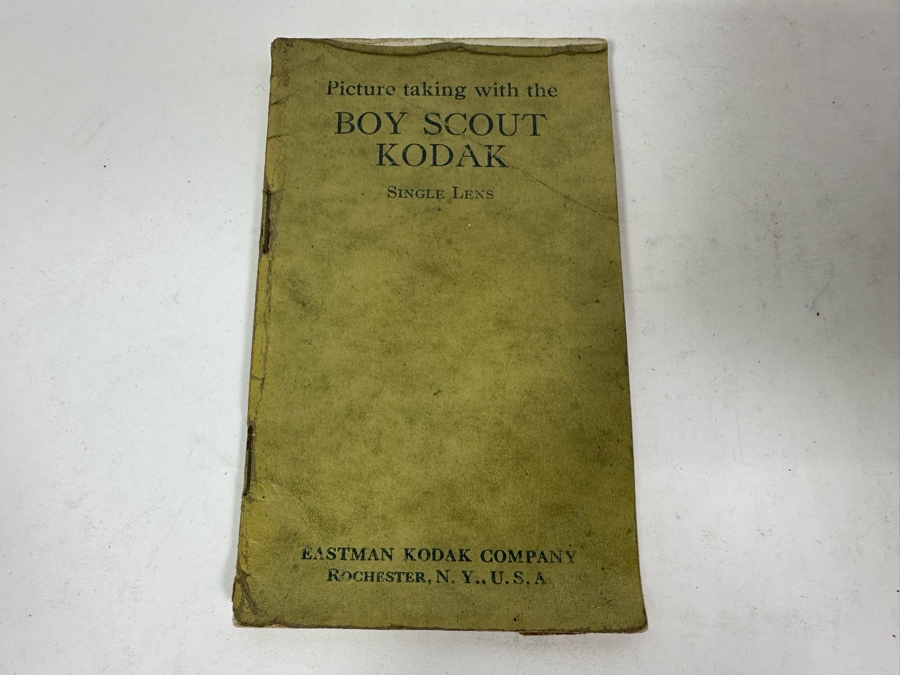 Picture taking with the
BOY SCOUT
KODAK
SINGLE LENS
EASTMAN KODAK COMPANY
ROCHESTER, N. Y., U. S. A.